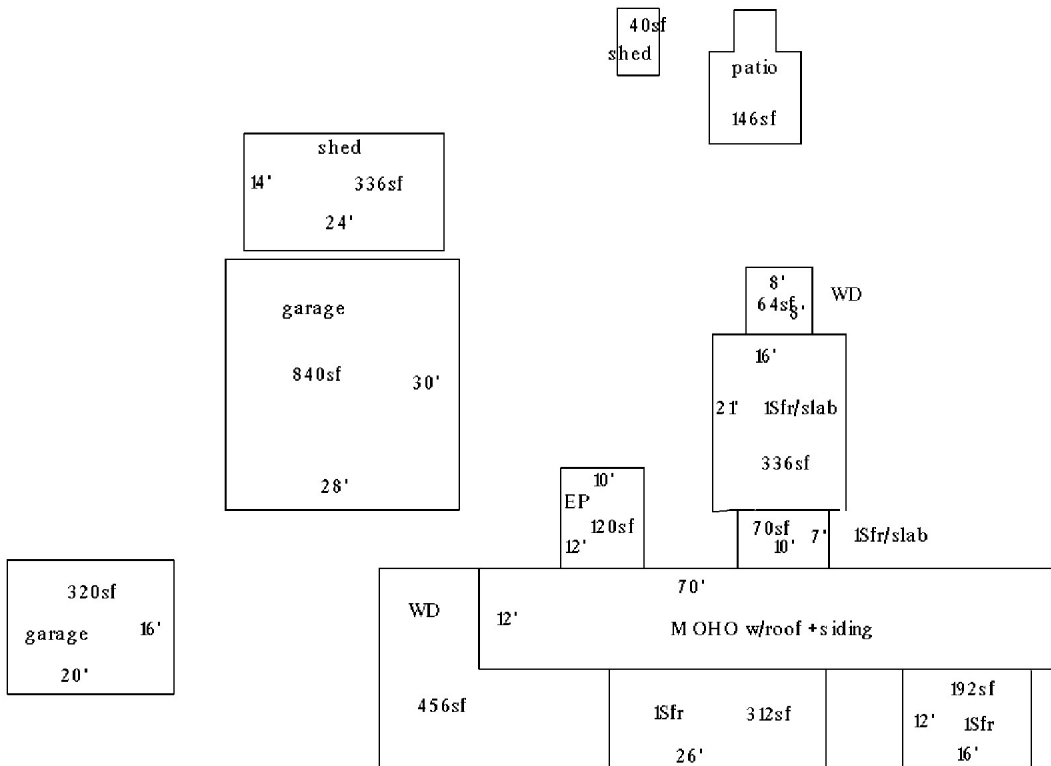 40sf
shed
patio
146sf
shed
14'
336sf
24'
garage
840sf
30'
28'
8'
64sf
8'
WD
16'
21'
1Sfr/slab
336sf
10'
EP
120sf
12'
70sf
7'
10'
1Sfr/slab
320sf
garage
16'
20'
WD
456sf
70'
12'
MOHO w/roof+siding
1Sfr
312sf
26'
192sf
12'
1Sfr
16'